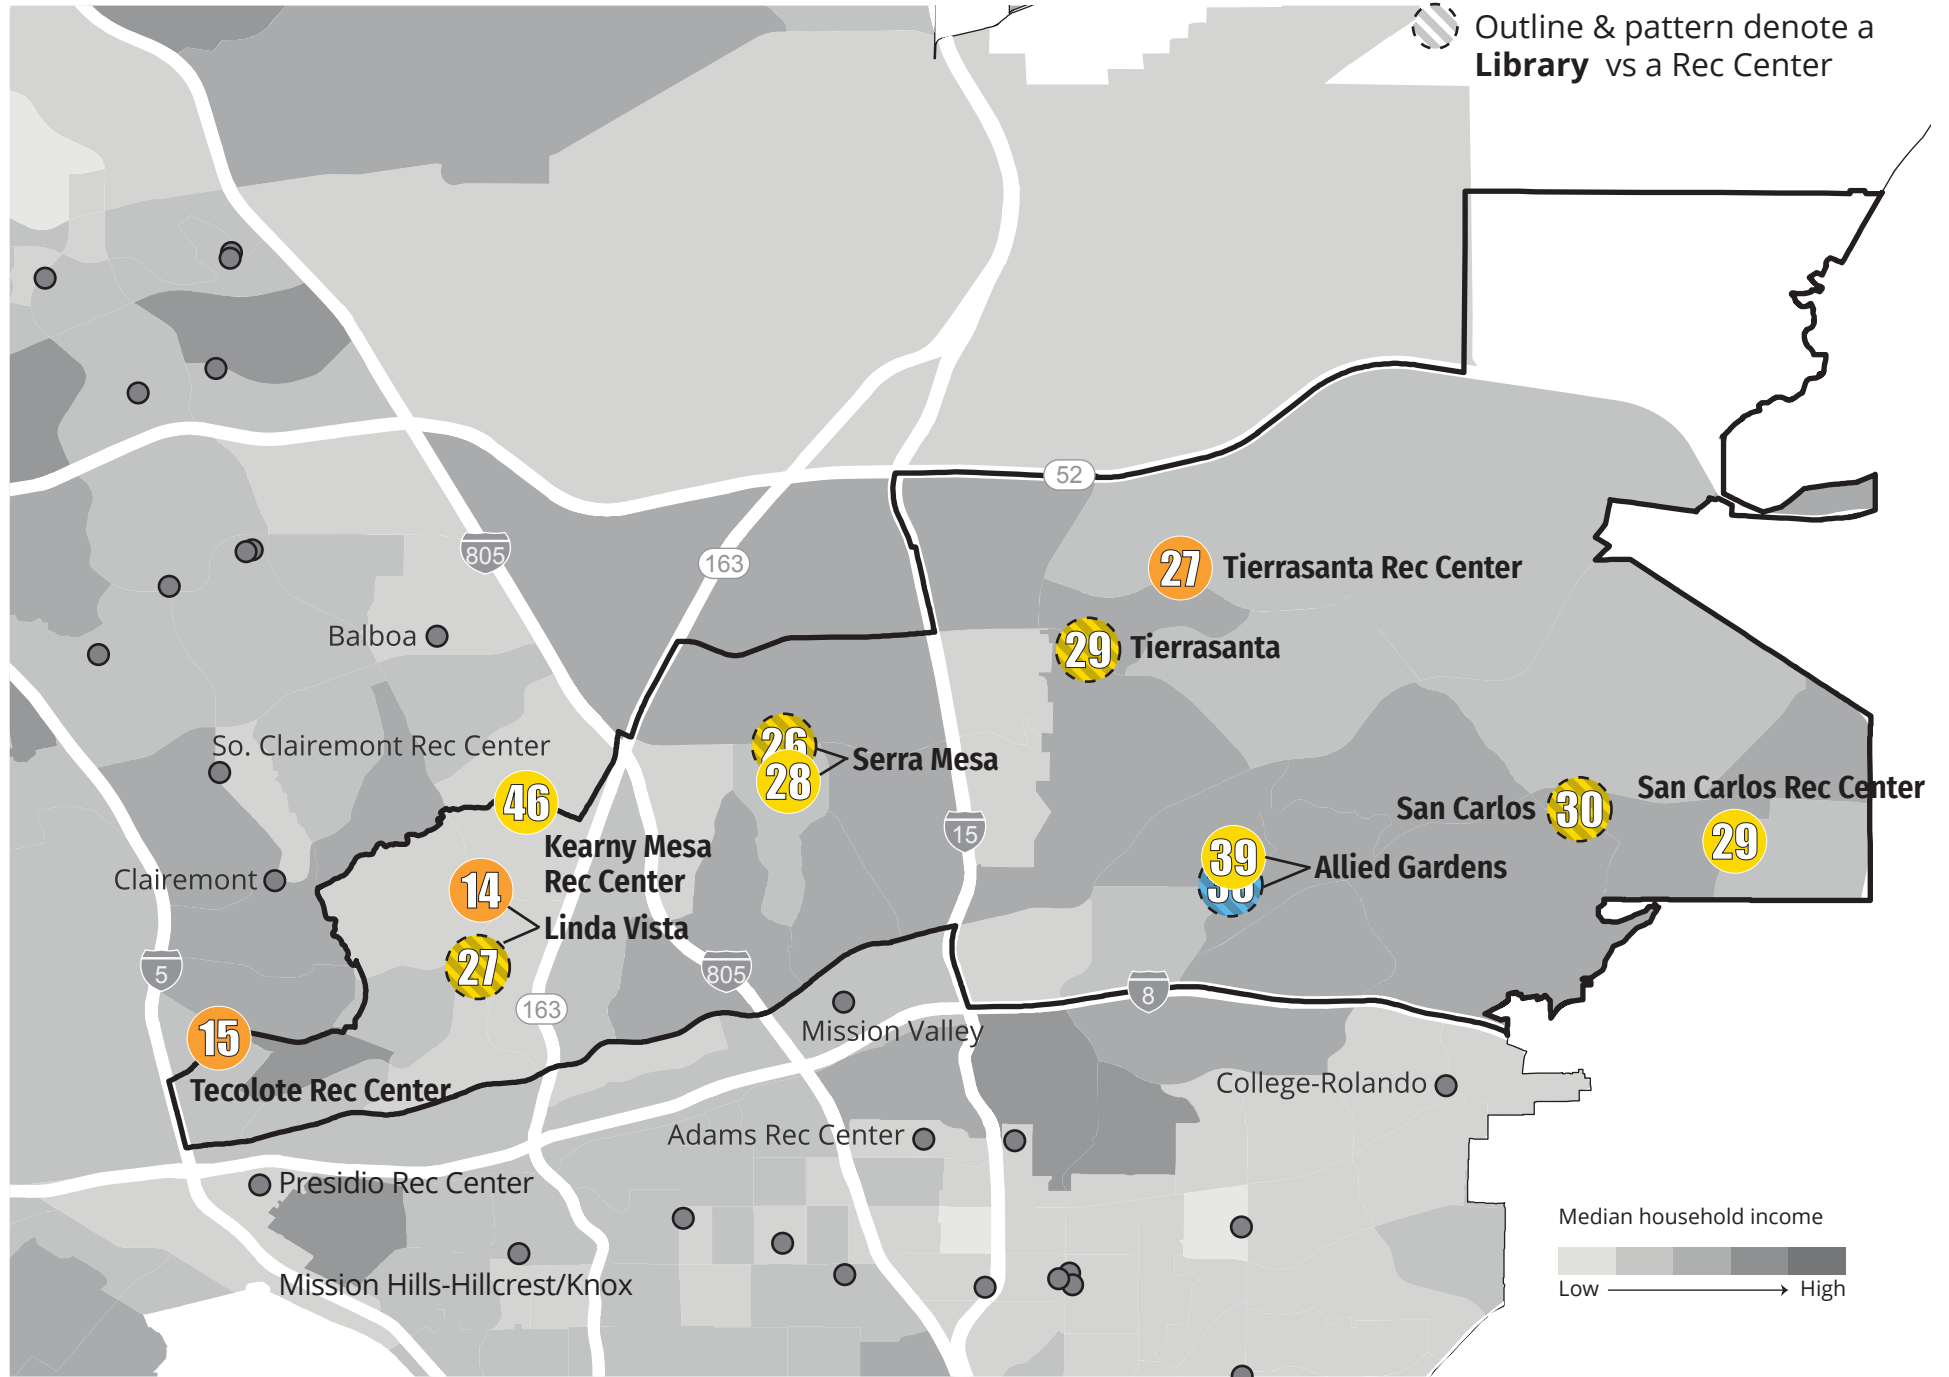 Outline & pattern denote a
Library vs a Rec Center
52
805
163
27 Tierrasanta Rec Center
Balboa
29 Tierrasanta
So. Clairemont Rec Center
26
Serra Mesa
28
San Carlos Rec Center
46
San Carlos 30
15
29
Kearny Mesa
Rec Center
39
Allied Gardens
Clairemont
14
Linda Vista
27
5
805
8
163
15
Mission Valley
Tecolote Rec Center
College-Rolando
Adams Rec Center
Presidio Rec Center
Median household income
Mission Hills-Hillcrest/Knox
Low High